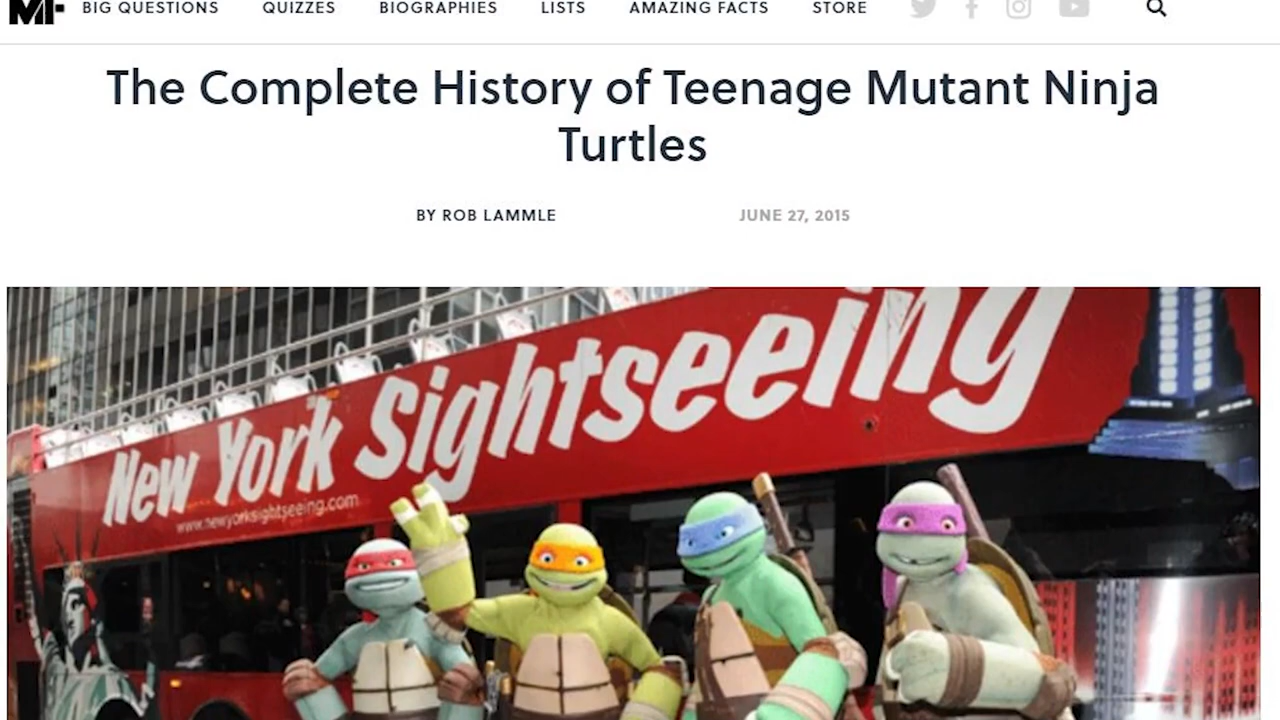 MF BIG QUESTIONS QUIZZES BIOGRAPHIES LISTS AMAZING FACTS STORE
The Complete History of Teenage Mutant Ninja
Turtles
BY ROB LAMMLE JUNE 27, 2015
New York Sightseeing
www.newyorksightseeing.com